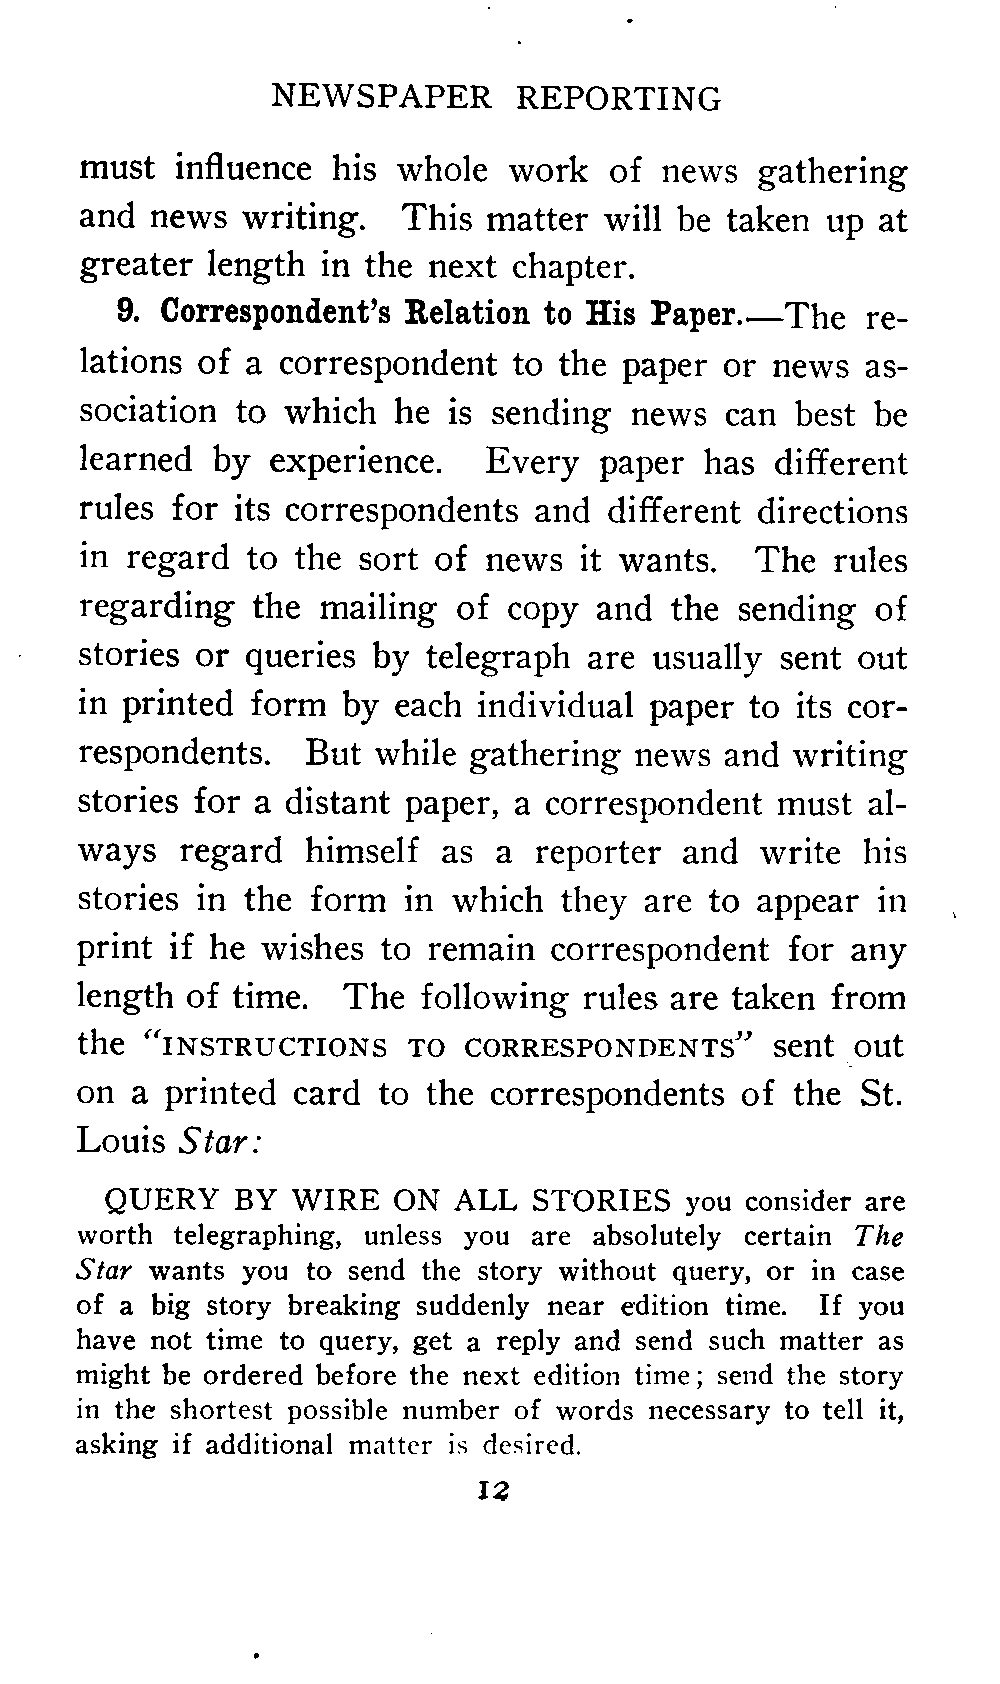 NEWSPAPER REPORTING
must influence his whole work of news gathering
and news writing. This matter will be taken up at
greater length in the next chapter.
9. Correspondent's Relation to His Paper.—The re-
lations of a correspondent to the paper or news as-
sociation to which he is sending news can best be
learned by experience. Every paper has different
rules for its correspondents and different directions
in regard to the sort of news it wants. The rules
regarding the mailing of copy and the sending of
stories or queries by telegraph are usually sent out
in printed form by each individual paper to its cor-
respondents. But while gathering news and writing
stories for a distant paper, a correspondent must al-
ways regard himself as a reporter and write his
stories in the form in which they are to appear in
print if he wishes to remain correspondent for any
length of time. The following rules are taken from
the "INSTRUCTIONS TO CORRESPONDENTS" sent out
on a printed card to the correspondents of the St.
Louis Star:
QUERY BY WIRE ON ALL STORIES you consider are
worth telegraphing, unless you are absolutely certain The
Star wants you to send the story without query, or in case
of a big story breaking suddenly near edition time. If you
have not time to query, get a reply and send such matter as
might be ordered before the next edition time; send the story
in the shortest possible number of words necessary to tell it,
asking if additional matter is desired.
12